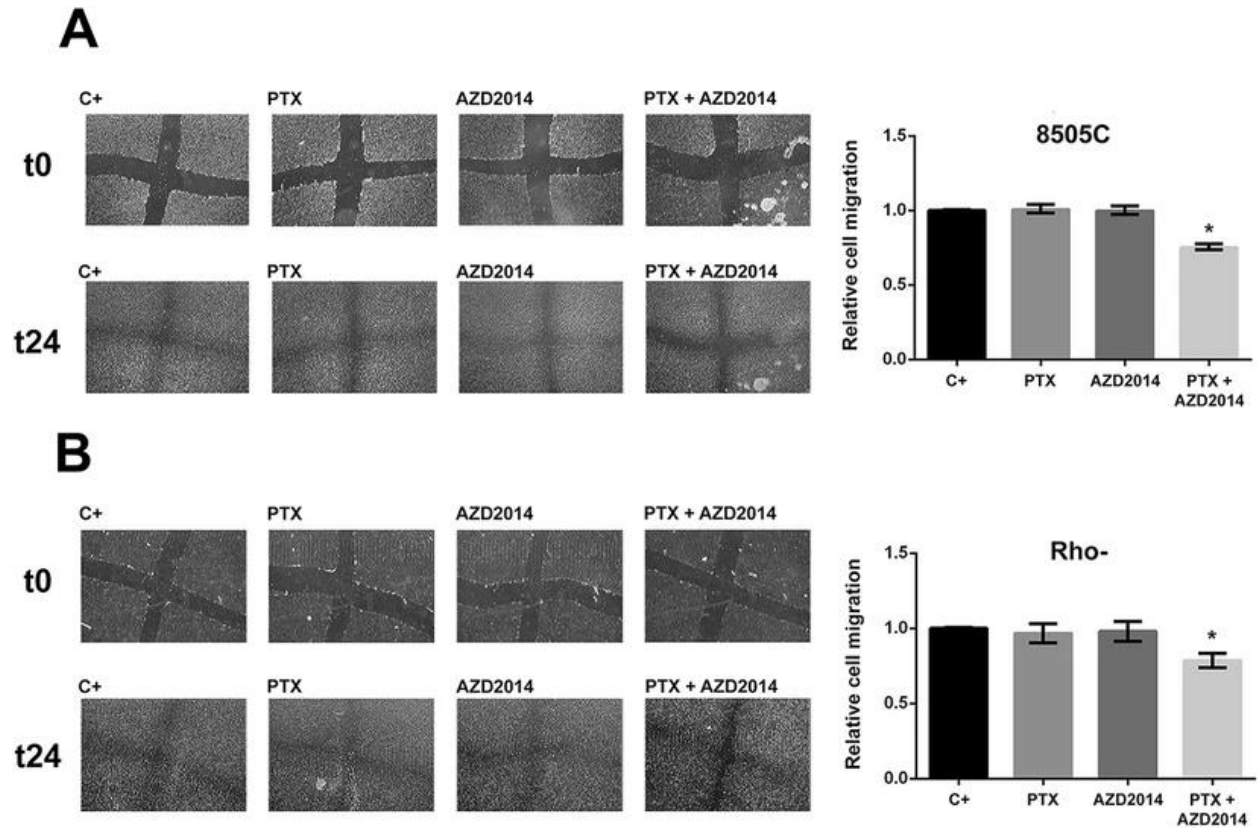 A
C+ PTX AZD2014 PTX + AZD2014
t0
C+ PTX AZD2014 PTX + AZD2014
t24
8505C
Relative cell migration
1.5
1.0
0.5
0.0
*
C+ PTX AZD2014 PTX +
AZD2014
B
C+ PTX AZD2014 PTX + AZD2014
t0
C+ PTX AZD2014 PTX + AZD2014
t24
Rho-
Relative cell migration
1.5
1.0
0.5
0.0
*
C+ PTX AZD2014 PTX +
AZD2014